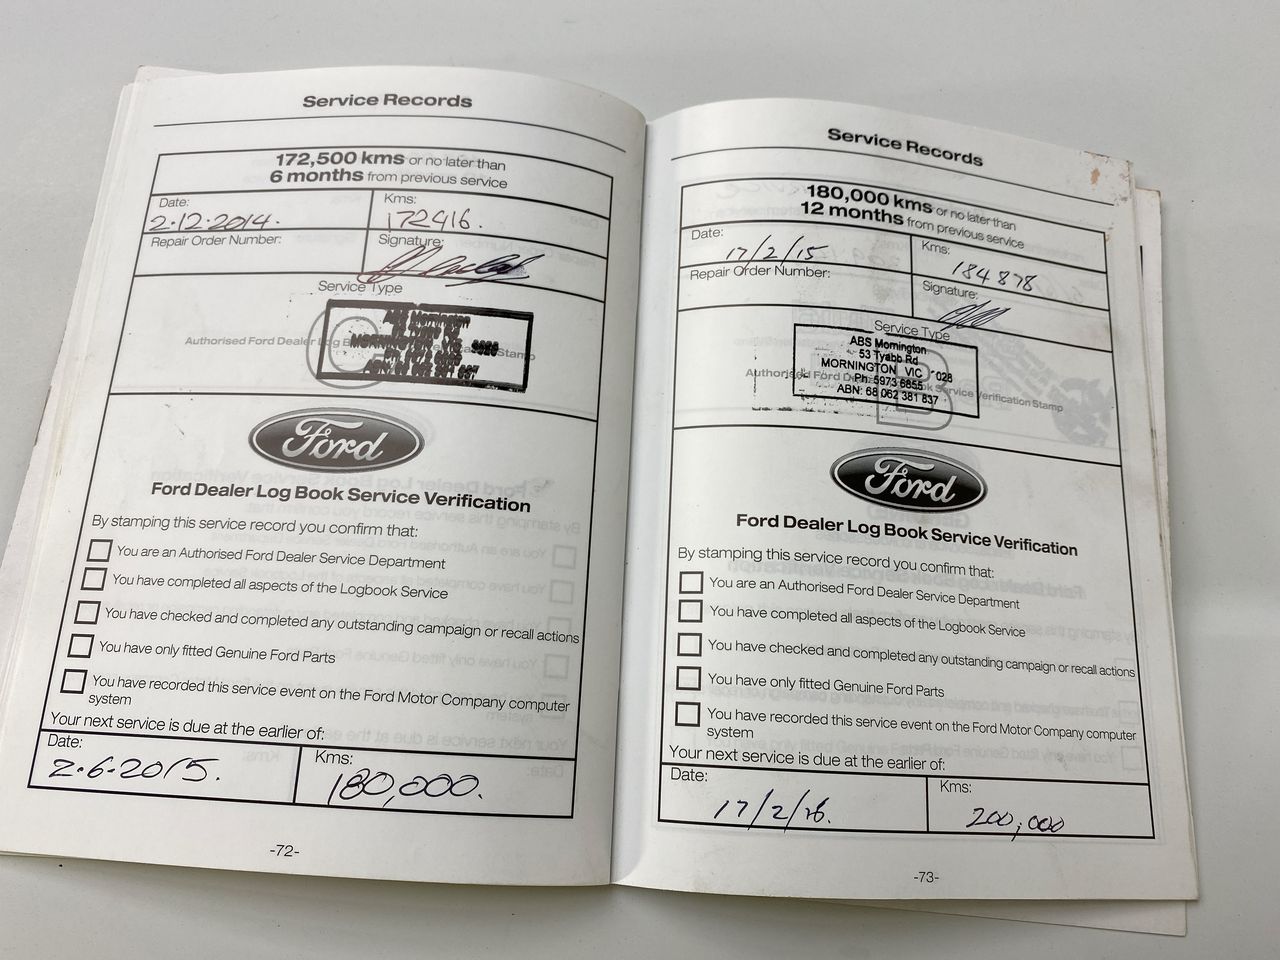 Service Records
172,500 kms or no later than
6 months from previous service
Date:
2.12.2014.
Kms:
172416.
Repair Order Number:
Signature:
Service Type
C
Authorised Ford Dealer Log B Stamp
ABS Mornington
MORNINGTON VIC
Ford
Ford Dealer Log Book Service Verification
By stamping this service record you confirm that:
You are an Authorised Ford Dealer Service Department
You have completed all aspects of the Logbook Service
You have checked and completed any outstanding campaign or recall actions
You have only fitted Genuine Ford Parts
You have recorded this service event on the Ford Motor Company computer
system
Your next service is due at the earlier of:
Date:
2.6.2015.
Kms:
180,000.
-72-
Service Records
180,000 kms or no later than
12 months from previous service
Date:
17/2/15
Kms:
184878
Repair Order Number:
Signature:
Service Type
B
ABS Mornington
53 Tyabb Rd
MORNINGTON VIC 028
Ph: 5973 6855
ABN: 68 062 381 837
Authorised Ford Dealer Book Service Verification Stamp
Ford
Ford Dealer Log Book Service Verification
By stamping this service record you confirm that:
You are an Authorised Ford Dealer Service Department
You have completed all aspects of the Logbook Service
You have checked and completed any outstanding campaign or recall actions
You have only fitted Genuine Ford Parts
You have recorded this service event on the Ford Motor Company computer
system
Your next service is due at the earlier of:
Date:
17/2/16.
Kms:
200,000
-73-